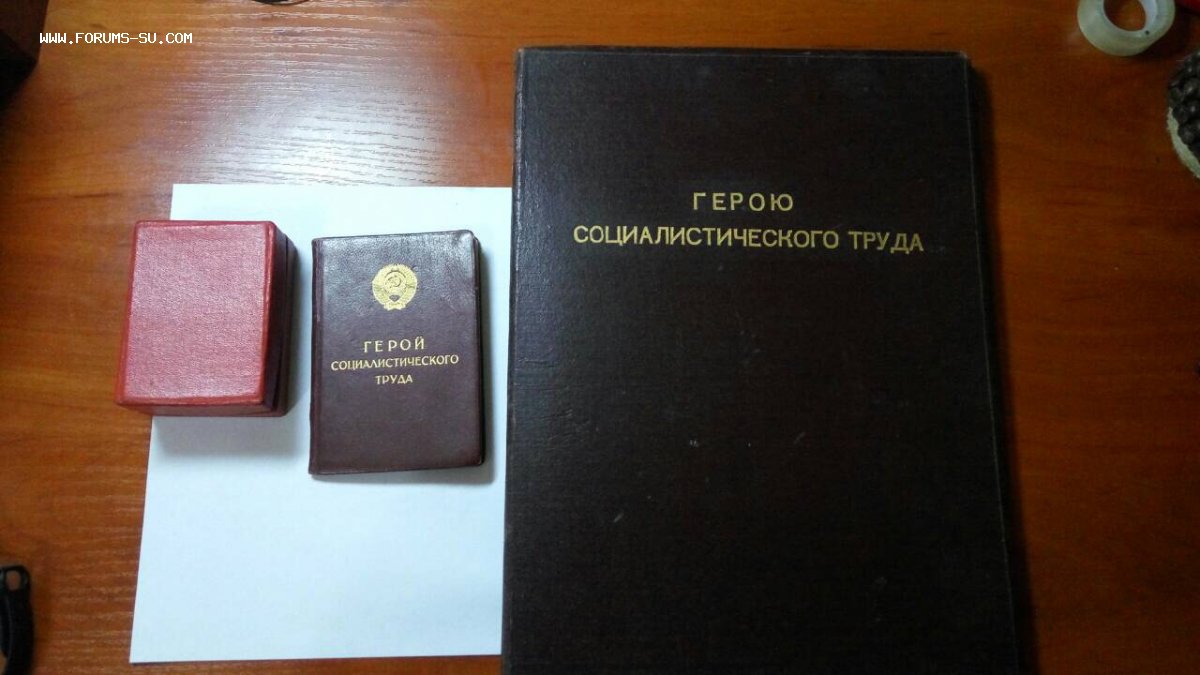 WWW.FORUMS-SU.COM
ГЕРОЮ
СОЦИАЛИСТИЧЕСКОГО ТРУДА
ГЕРОЙ
СОЦИАЛИСТИЧЕСКОГО
ТРУДА